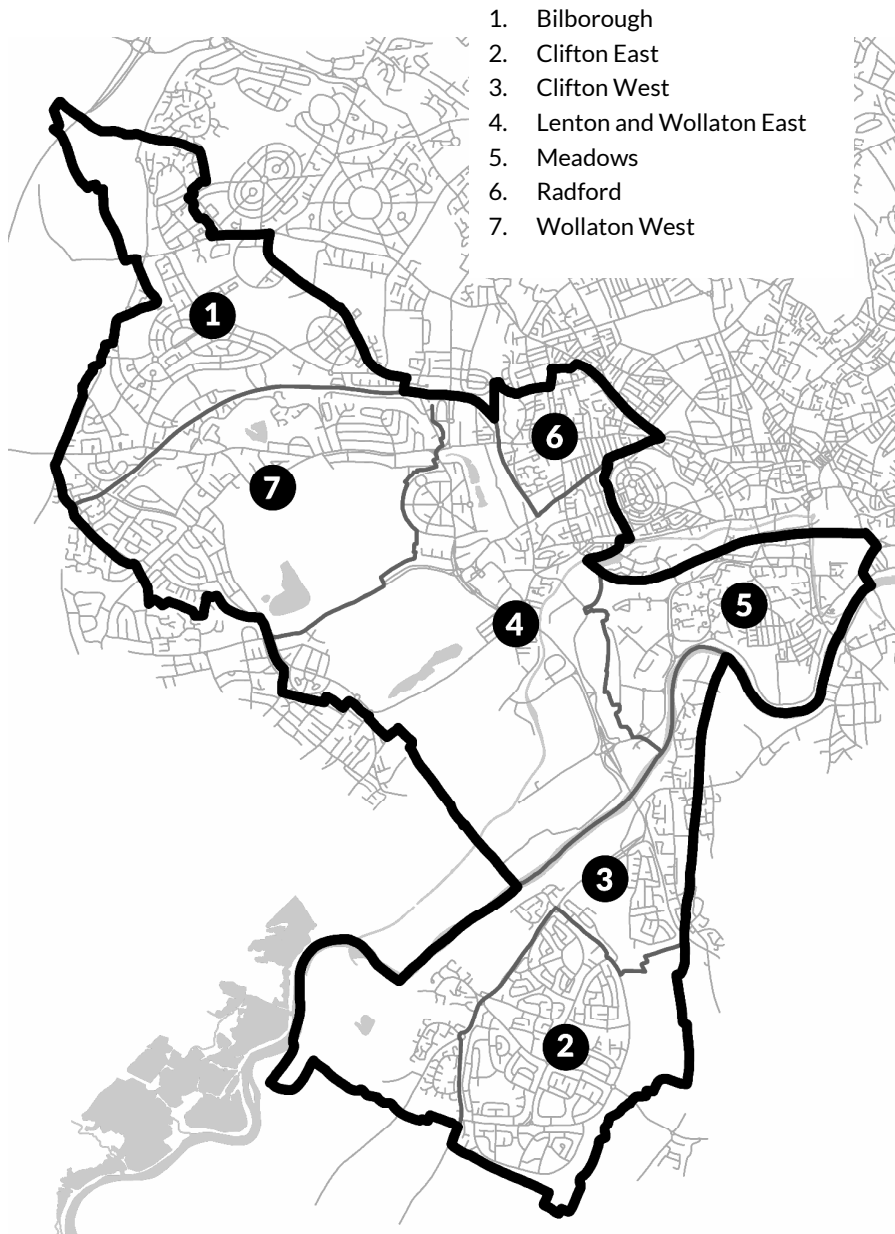 1. Bilborough
2. Clifton East
3. Clifton West
4. Lenton and Wollaton East
5. Meadows
6. Radford
7. Wollaton West
1
6
7
5
4
3
2